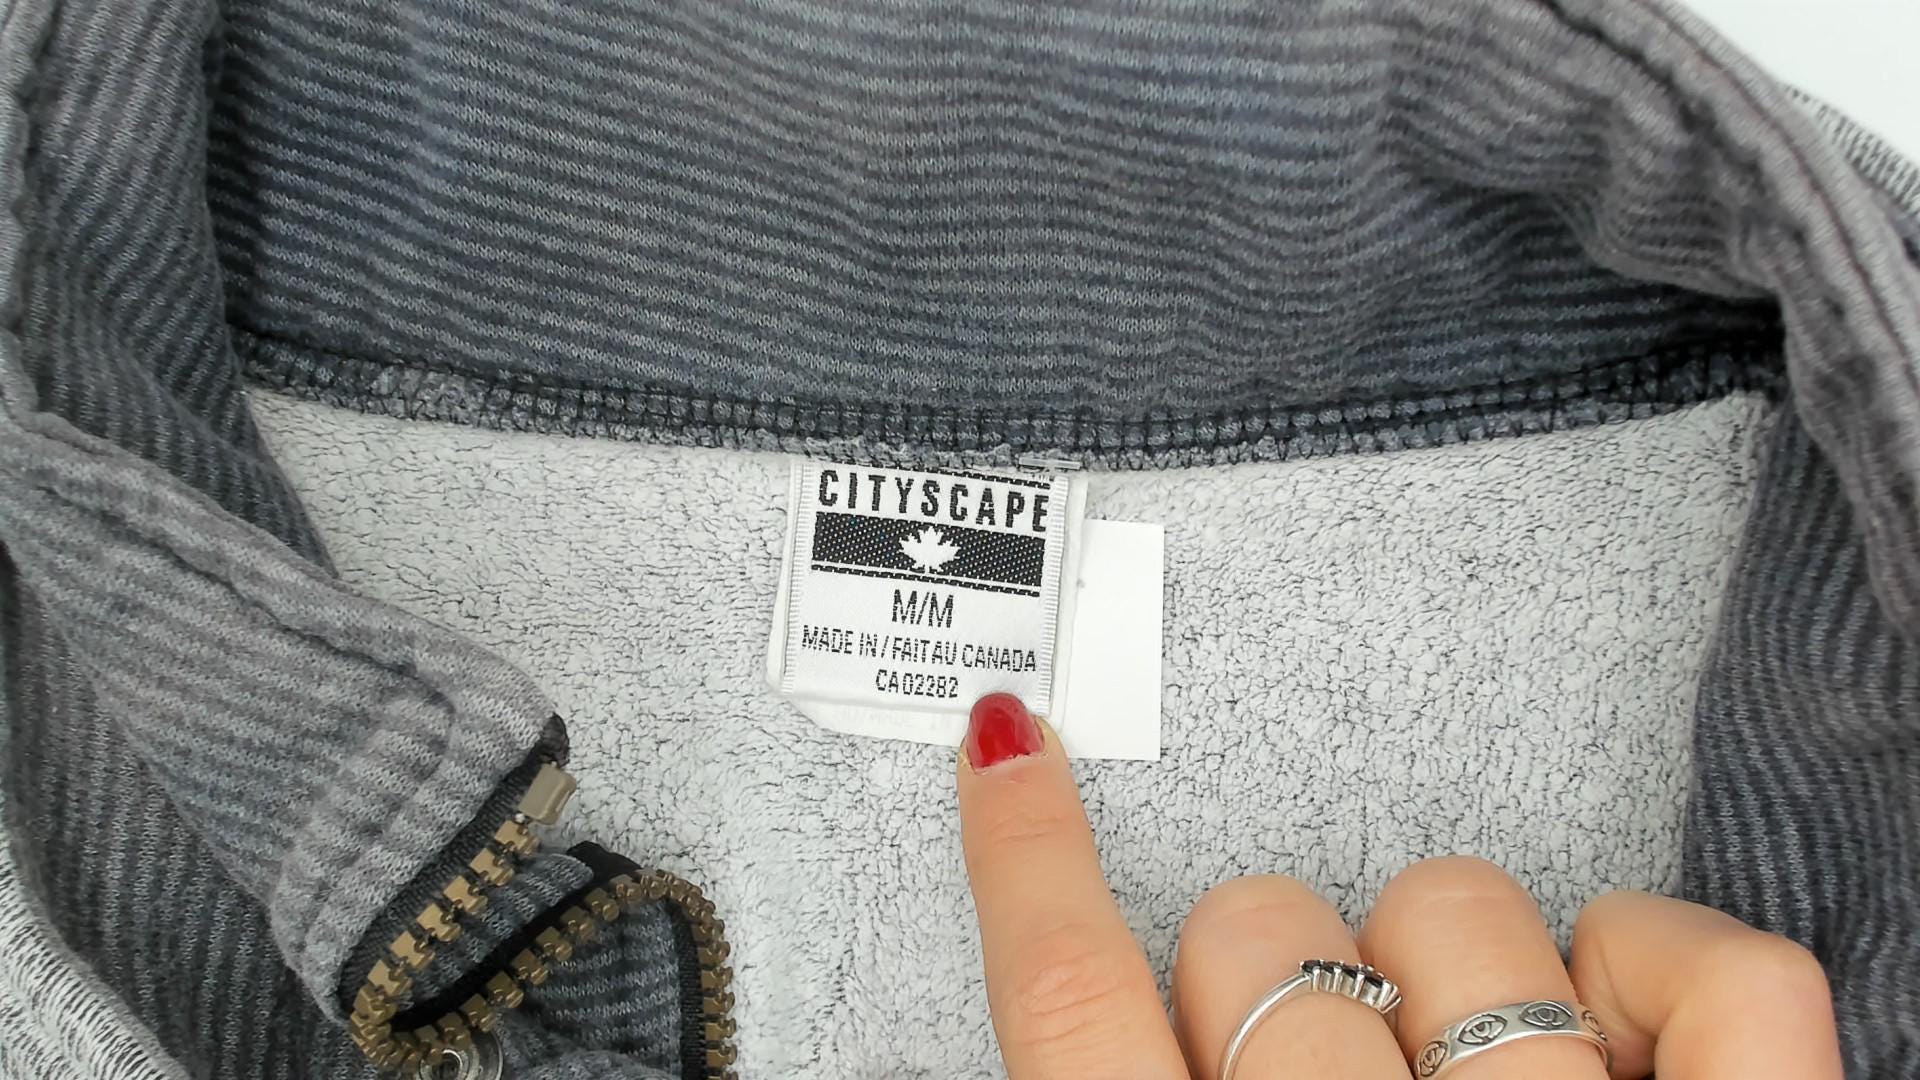 CITYSCAPE
M/M
MADE IN / FAIT AU CANADA
CA02282